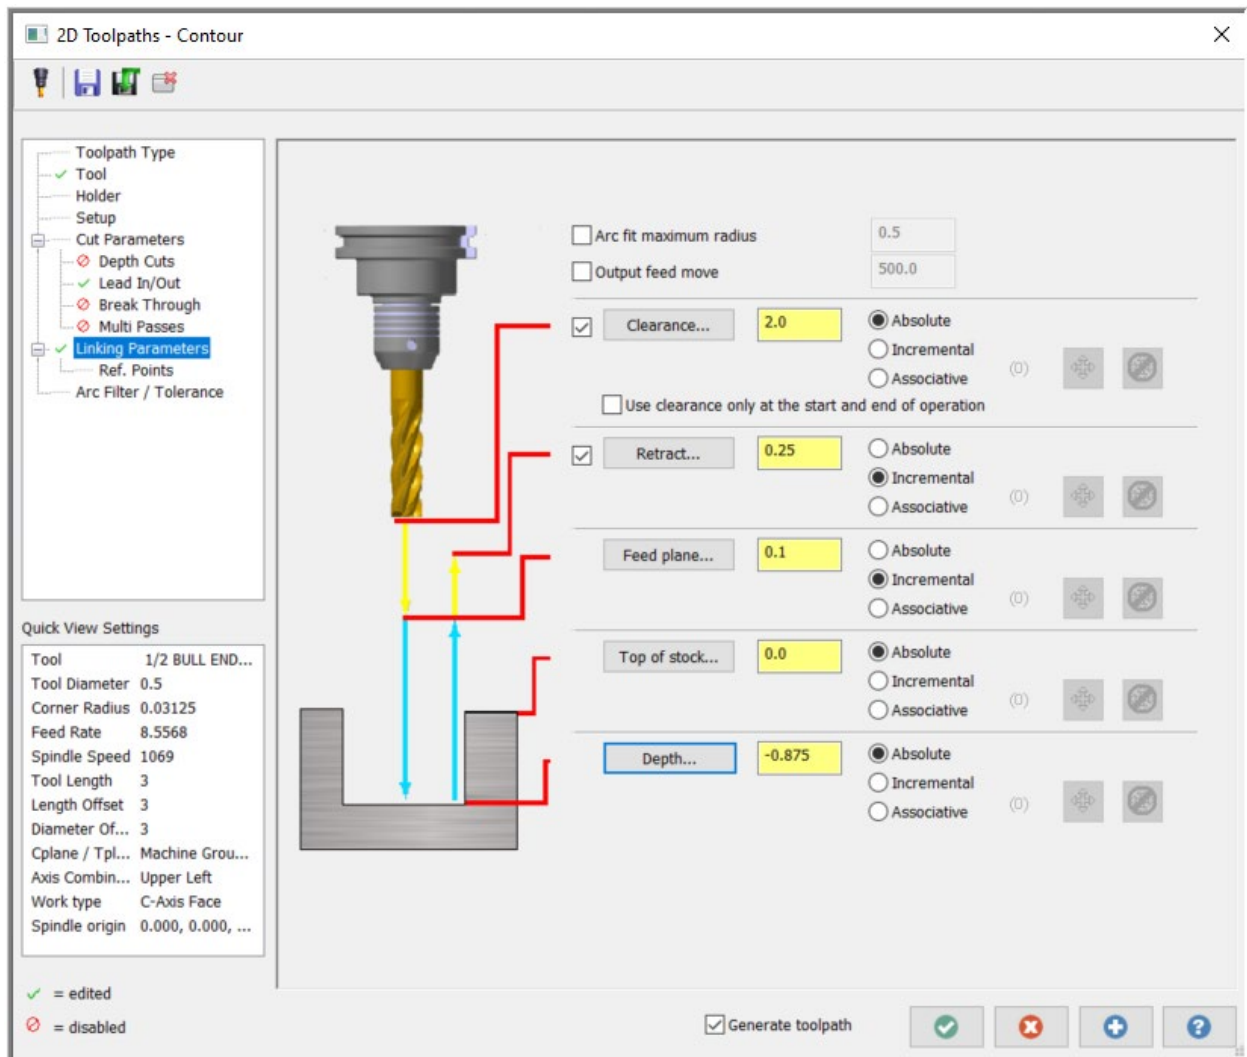 2D Toolpaths - Contour
Toolpath Type
Tool
Holder
Setup
Cut Parameters
Depth Cuts
Lead In/Out
Break Through
Multi Passes
Linking Parameters
Ref. Points
Arc Filter / Tolerance
Quick View Settings
Tool 1/2 BULL END...
Tool Diameter 0.5
Corner Radius 0.03125
Feed Rate 8.5568
Spindle Speed 1069
Tool Length 3
Length Offset 3
Diameter Of... 3
Cplane / Tpl... Machine Grou...
Axis Combin... Upper Left
Work type C-Axis Face
Spindle origin 0.000, 0.000, ...
= edited
= disabled
Arc fit maximum radius 0.5
Output feed move 500.0
Clearance... 2.0 Absolute
Incremental
Associative (0)
Use clearance only at the start and end of operation
Retract... 0.25 Absolute
Incremental
Associative (0)
Feed plane... 0.1 Absolute
Incremental
Associative (0)
Top of stock... 0.0 Absolute
Incremental
Associative (0)
Depth... -0.875 Absolute
Incremental
Associative (0)
Generate toolpath